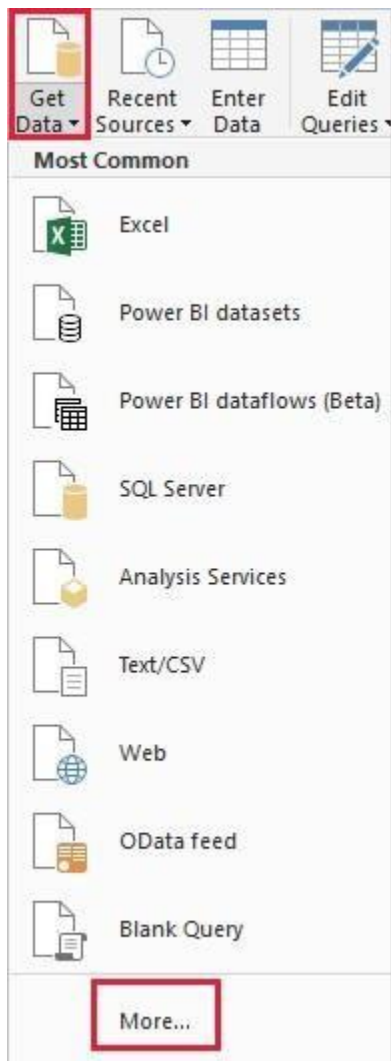 Get Data
Recent Sources
Enter Data
Edit Queries
Most Common
Excel
Power BI datasets
Power BI dataflows (Beta)
SQL Server
Analysis Services
Text/CSV
Web
OData feed
Blank Query
More...